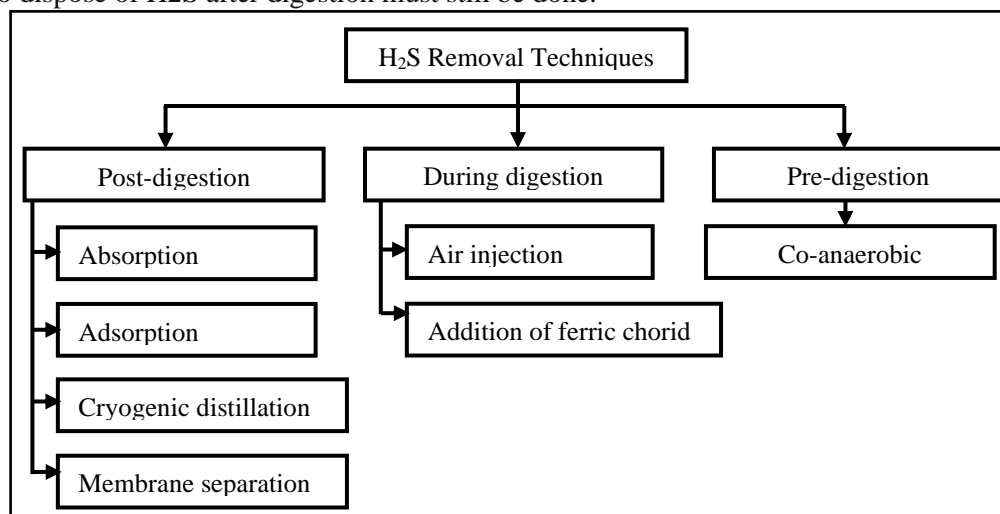 o dispose of H2S after digestion must still be done.
H₂S Removal Techniques
Post-digestion
During digestion
Pre-digestion
Absorption
Air injection
Co-anaerobic
Adsorption
Addition of ferric chorid
Cryogenic distillation
Membrane separation